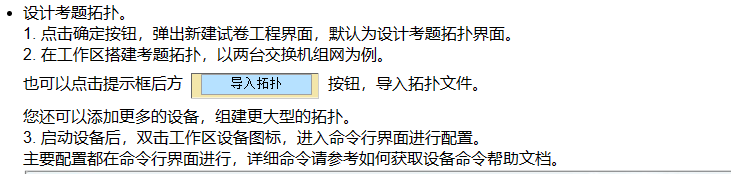 • 设计考题拓扑。
1. 点击确定按钮，弹出新建试卷工程界面，默认为设计考题拓扑界面。
2. 在工作区搭建考题拓扑，以两台交换机组网为例。
也可以点击提示框后方 导入拓扑 按钮，导入拓扑文件。
您还可以添加更多的设备，组建更大型的拓扑。
3. 启动设备后，双击工作区设备图标，进入命令行界面进行配置。
主要配置都在命令行界面进行，详细命令请参考如何获取设备命令帮助文档。